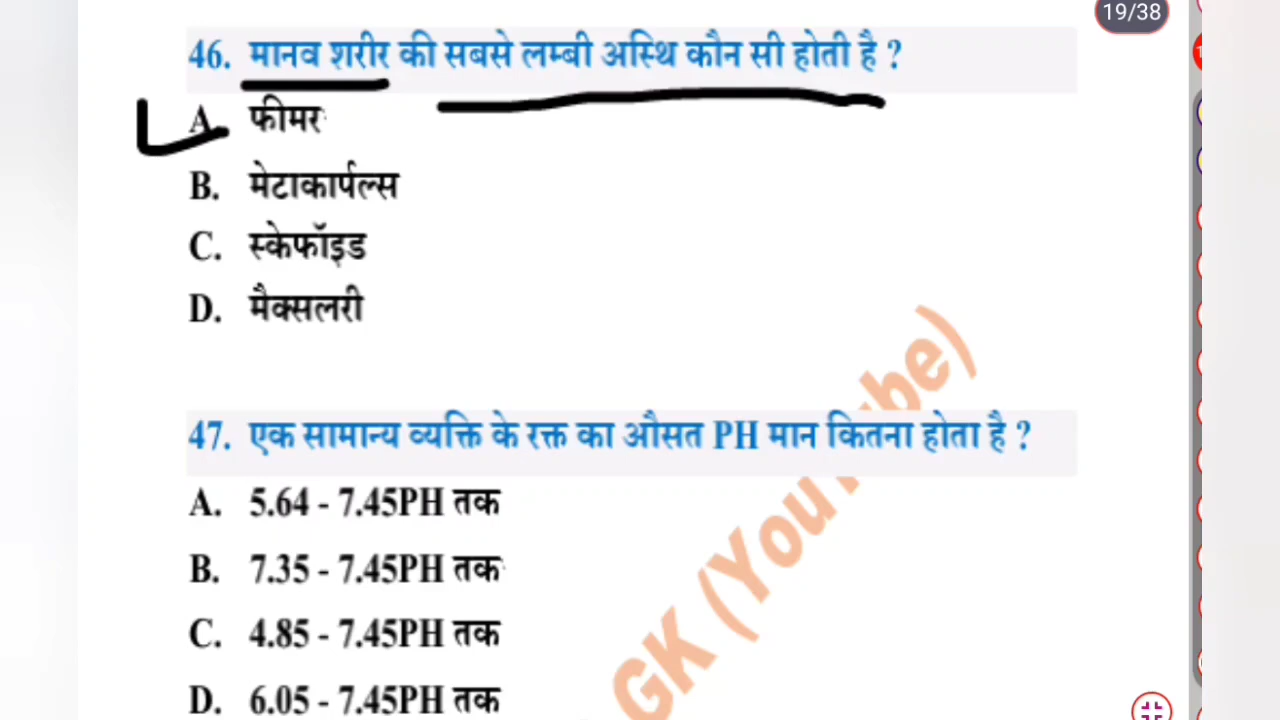 19/38
46. मानव शरीर की सबसे लम्बी अस्थि कौन सी होती है ?
A. फीमर
B. मेटाकार्पल्स
C. स्केफॉइड
D. मैक्सलरी
47. एक सामान्य व्यक्ति के रक्त का औसत PH मान कितना होता है ?
A. 5.64 - 7.45PH तक
B. 7.35 - 7.45PH तक
C. 4.85 - 7.45PH तक
D. 6.05 - 7.45PH तक
GK (YouTube)